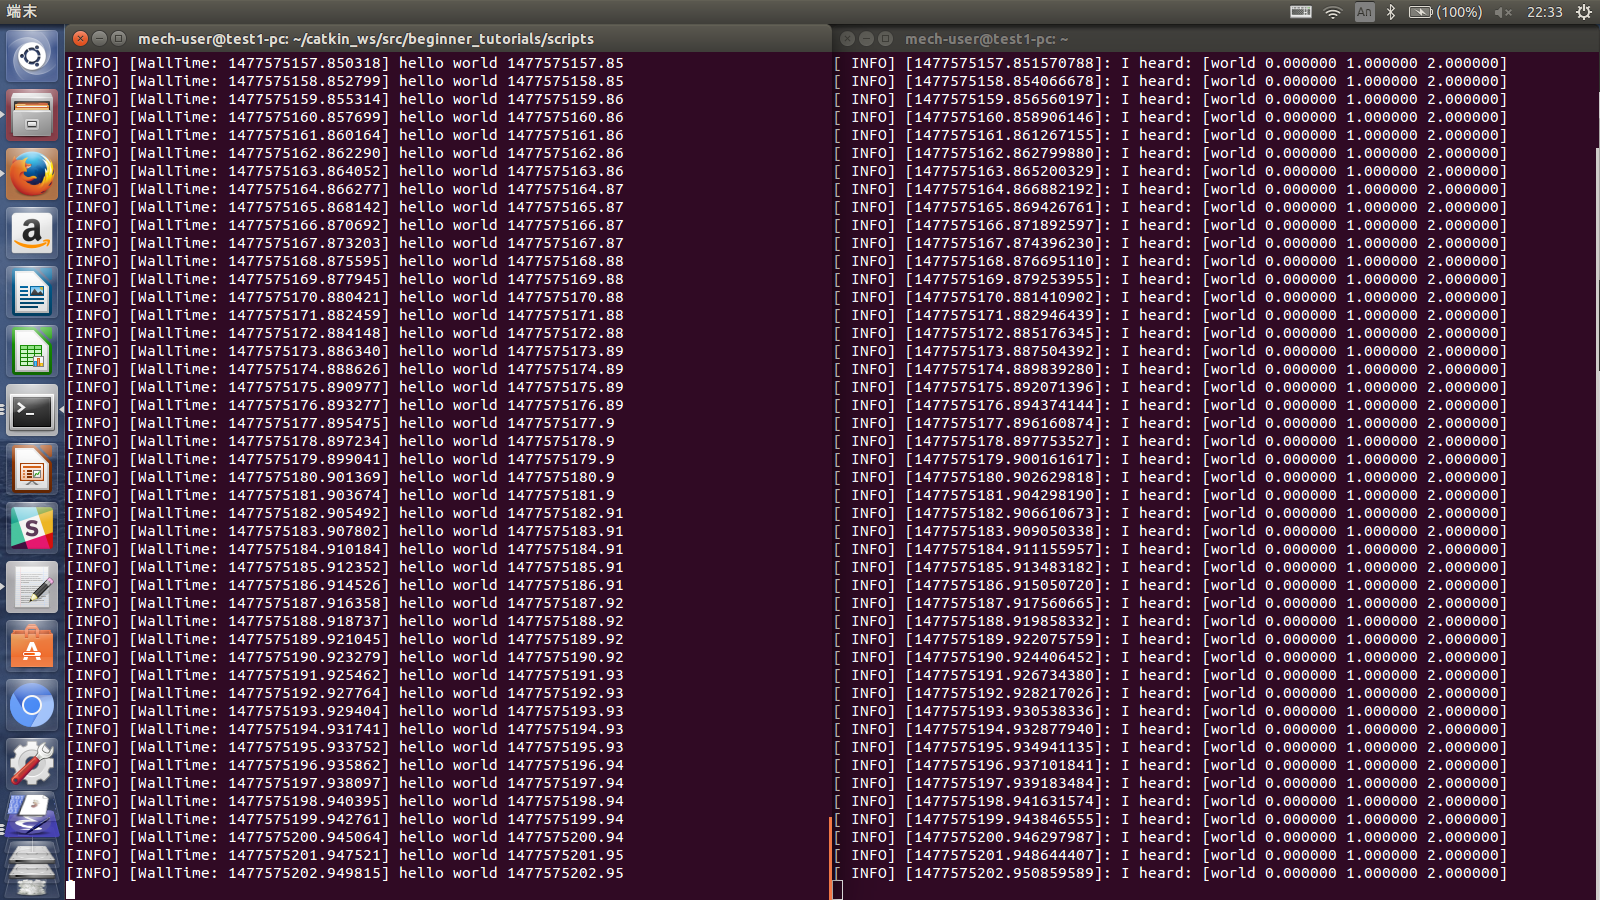 端末
An
(100%)
22:33
mech-user@test1-pc: ~/catkin_ws/src/beginner_tutorials/scripts
[INFO] [WallTime: 1477575157.850318] hello world 1477575157.85
[INFO] [WallTime: 1477575158.852799] hello world 1477575158.85
[INFO] [WallTime: 1477575159.855314] hello world 1477575159.86
[INFO] [WallTime: 1477575160.857699] hello world 1477575160.86
[INFO] [WallTime: 1477575161.860164] hello world 1477575161.86
[INFO] [WallTime: 1477575162.862290] hello world 1477575162.86
[INFO] [WallTime: 1477575163.864052] hello world 1477575163.86
[INFO] [WallTime: 1477575164.866277] hello world 1477575164.87
[INFO] [WallTime: 1477575165.868142] hello world 1477575165.87
[INFO] [WallTime: 1477575166.870692] hello world 1477575166.87
[INFO] [WallTime: 1477575167.873203] hello world 1477575167.87
[INFO] [WallTime: 1477575168.875595] hello world 1477575168.88
[INFO] [WallTime: 1477575169.877945] hello world 1477575169.88
[INFO] [WallTime: 1477575170.880421] hello world 1477575170.88
[INFO] [WallTime: 1477575171.882459] hello world 1477575171.88
[INFO] [WallTime: 1477575172.884148] hello world 1477575172.88
[INFO] [WallTime: 1477575173.886340] hello world 1477575173.89
[INFO] [WallTime: 1477575174.888626] hello world 1477575174.89
[INFO] [WallTime: 1477575175.890977] hello world 1477575175.89
[INFO] [WallTime: 1477575176.893277] hello world 1477575176.89
[INFO] [WallTime: 1477575177.895475] hello world 1477575177.9
[INFO] [WallTime: 1477575178.897234] hello world 1477575178.9
[INFO] [WallTime: 1477575179.899041] hello world 1477575179.9
[INFO] [WallTime: 1477575180.901369] hello world 1477575180.9
[INFO] [WallTime: 1477575181.903674] hello world 1477575181.9
[INFO] [WallTime: 1477575182.905492] hello world 1477575182.91
[INFO] [WallTime: 1477575183.907802] hello world 1477575183.91
[INFO] [WallTime: 1477575184.910184] hello world 1477575184.91
[INFO] [WallTime: 1477575185.912352] hello world 1477575185.91
[INFO] [WallTime: 1477575186.914526] hello world 1477575186.91
[INFO] [WallTime: 1477575187.916358] hello world 1477575187.92
[INFO] [WallTime: 1477575188.918737] hello world 1477575188.92
[INFO] [WallTime: 1477575189.921045] hello world 1477575189.92
[INFO] [WallTime: 1477575190.923279] hello world 1477575190.92
[INFO] [WallTime: 1477575191.925462] hello world 1477575191.93
[INFO] [WallTime: 1477575192.927764] hello world 1477575192.93
[INFO] [WallTime: 1477575193.929404] hello world 1477575193.93
[INFO] [WallTime: 1477575194.931741] hello world 1477575194.93
[INFO] [WallTime: 1477575195.933752] hello world 1477575195.93
[INFO] [WallTime: 1477575196.935862] hello world 1477575196.94
[INFO] [WallTime: 1477575197.938097] hello world 1477575197.94
[INFO] [WallTime: 1477575198.940395] hello world 1477575198.94
[INFO] [WallTime: 1477575199.942761] hello world 1477575199.94
[INFO] [WallTime: 1477575200.945064] hello world 1477575200.94
[INFO] [WallTime: 1477575201.947521] hello world 1477575201.95
[INFO] [WallTime: 1477575202.949815] hello world 1477575202.95
mech-user@test1-pc: ~
[ INFO] [1477575157.851570788]: I heard: [world 0.000000 1.000000 2.000000]
[ INFO] [1477575158.854066678]: I heard: [world 0.000000 1.000000 2.000000]
[ INFO] [1477575159.856560197]: I heard: [world 0.000000 1.000000 2.000000]
[ INFO] [1477575160.858906146]: I heard: [world 0.000000 1.000000 2.000000]
[ INFO] [1477575161.861267155]: I heard: [world 0.000000 1.000000 2.000000]
[ INFO] [1477575162.862799880]: I heard: [world 0.000000 1.000000 2.000000]
[ INFO] [1477575163.865200329]: I heard: [world 0.000000 1.000000 2.000000]
[ INFO] [1477575164.866882192]: I heard: [world 0.000000 1.000000 2.000000]
[ INFO] [1477575165.869426761]: I heard: [world 0.000000 1.000000 2.000000]
[ INFO] [1477575166.871892597]: I heard: [world 0.000000 1.000000 2.000000]
[ INFO] [1477575167.874396230]: I heard: [world 0.000000 1.000000 2.000000]
[ INFO] [1477575168.876695110]: I heard: [world 0.000000 1.000000 2.000000]
[ INFO] [1477575169.879253955]: I heard: [world 0.000000 1.000000 2.000000]
[ INFO] [1477575170.881410902]: I heard: [world 0.000000 1.000000 2.000000]
[ INFO] [1477575171.882946439]: I heard: [world 0.000000 1.000000 2.000000]
[ INFO] [1477575172.885176345]: I heard: [world 0.000000 1.000000 2.000000]
[ INFO] [1477575173.887504392]: I heard: [world 0.000000 1.000000 2.000000]
[ INFO] [1477575174.889839280]: I heard: [world 0.000000 1.000000 2.000000]
[ INFO] [1477575175.892071396]: I heard: [world 0.000000 1.000000 2.000000]
[ INFO] [1477575176.894374144]: I heard: [world 0.000000 1.000000 2.000000]
[ INFO] [1477575177.896160874]: I heard: [world 0.000000 1.000000 2.000000]
[ INFO] [1477575178.897753527]: I heard: [world 0.000000 1.000000 2.000000]
[ INFO] [1477575179.900161617]: I heard: [world 0.000000 1.000000 2.000000]
[ INFO] [1477575180.902629818]: I heard: [world 0.000000 1.000000 2.000000]
[ INFO] [1477575181.904298190]: I heard: [world 0.000000 1.000000 2.000000]
[ INFO] [1477575182.906610673]: I heard: [world 0.000000 1.000000 2.000000]
[ INFO] [1477575183.909050338]: I heard: [world 0.000000 1.000000 2.000000]
[ INFO] [1477575184.911155957]: I heard: [world 0.000000 1.000000 2.000000]
[ INFO] [1477575185.913483182]: I heard: [world 0.000000 1.000000 2.000000]
[ INFO] [1477575186.915050720]: I heard: [world 0.000000 1.000000 2.000000]
[ INFO] [1477575187.917560665]: I heard: [world 0.000000 1.000000 2.000000]
[ INFO] [1477575188.919858332]: I heard: [world 0.000000 1.000000 2.000000]
[ INFO] [1477575189.922075759]: I heard: [world 0.000000 1.000000 2.000000]
[ INFO] [1477575190.924406452]: I heard: [world 0.000000 1.000000 2.000000]
[ INFO] [1477575191.926734380]: I heard: [world 0.000000 1.000000 2.000000]
[ INFO] [1477575192.928217026]: I heard: [world 0.000000 1.000000 2.000000]
[ INFO] [1477575193.930538336]: I heard: [world 0.000000 1.000000 2.000000]
[ INFO] [1477575194.932877940]: I heard: [world 0.000000 1.000000 2.000000]
[ INFO] [1477575195.934941135]: I heard: [world 0.000000 1.000000 2.000000]
[ INFO] [1477575196.937101841]: I heard: [world 0.000000 1.000000 2.000000]
[ INFO] [1477575197.939183484]: I heard: [world 0.000000 1.000000 2.000000]
[ INFO] [1477575198.941631574]: I heard: [world 0.000000 1.000000 2.000000]
[ INFO] [1477575199.943846555]: I heard: [world 0.000000 1.000000 2.000000]
[ INFO] [1477575200.946297987]: I heard: [world 0.000000 1.000000 2.000000]
[ INFO] [1477575201.948644407]: I heard: [world 0.000000 1.000000 2.000000]
[ INFO] [1477575202.950859589]: I heard: [world 0.000000 1.000000 2.000000]